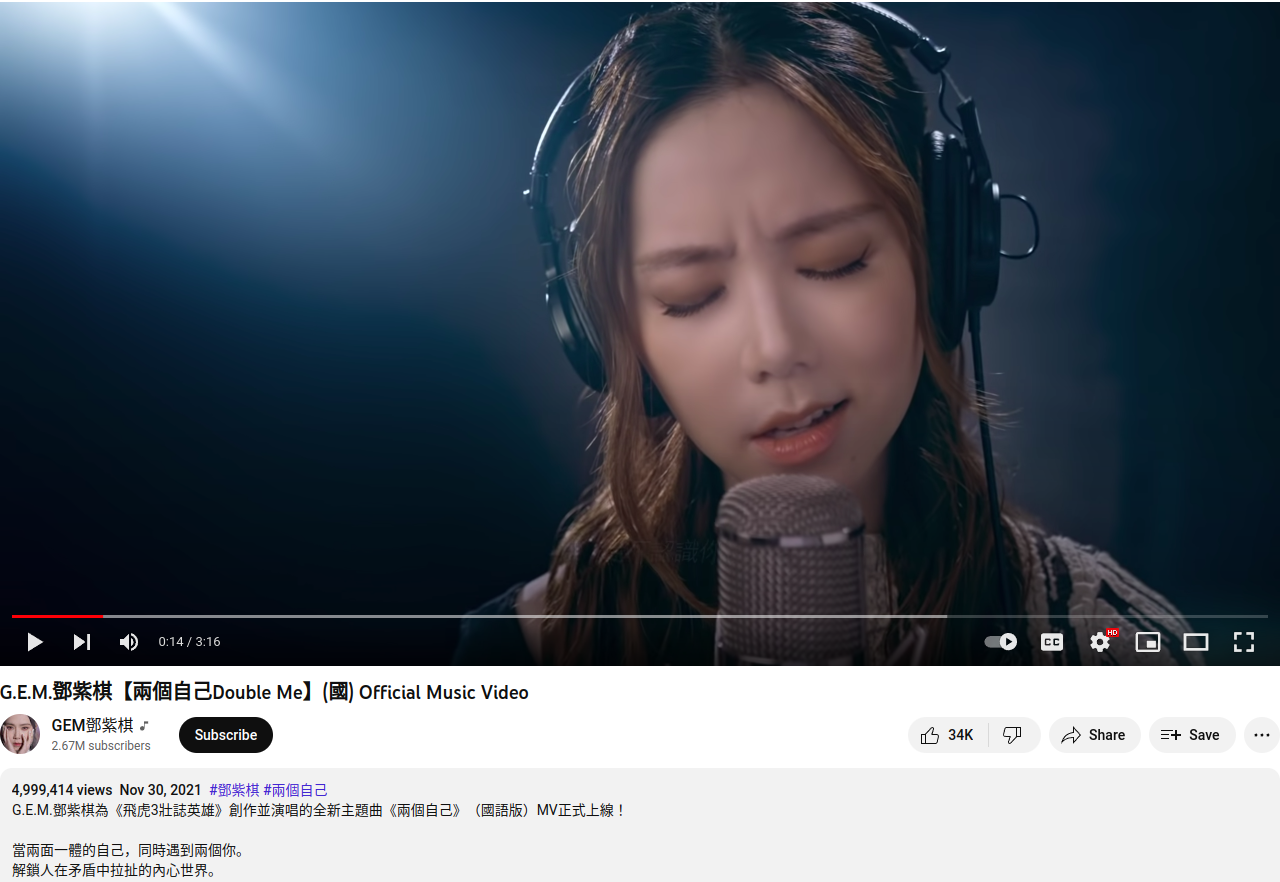 0:14 / 3:16
CC
HD
G.E.M.鄧紫棋【兩個自己Double Me】(國) Official Music Video
GEM鄧紫棋
2.67M subscribers
Subscribe
34K
Share
Save
4,999,414 views Nov 30, 2021 #鄧紫棋 #兩個自己
G.E.M.鄧紫棋為《飛虎3壯誌英雄》創作並演唱的全新主題曲《兩個自己》（國語版）MV正式上線！
當兩面一體的自己，同時遇到兩個你。
解鎖人在矛盾中拉扯的內心世界。